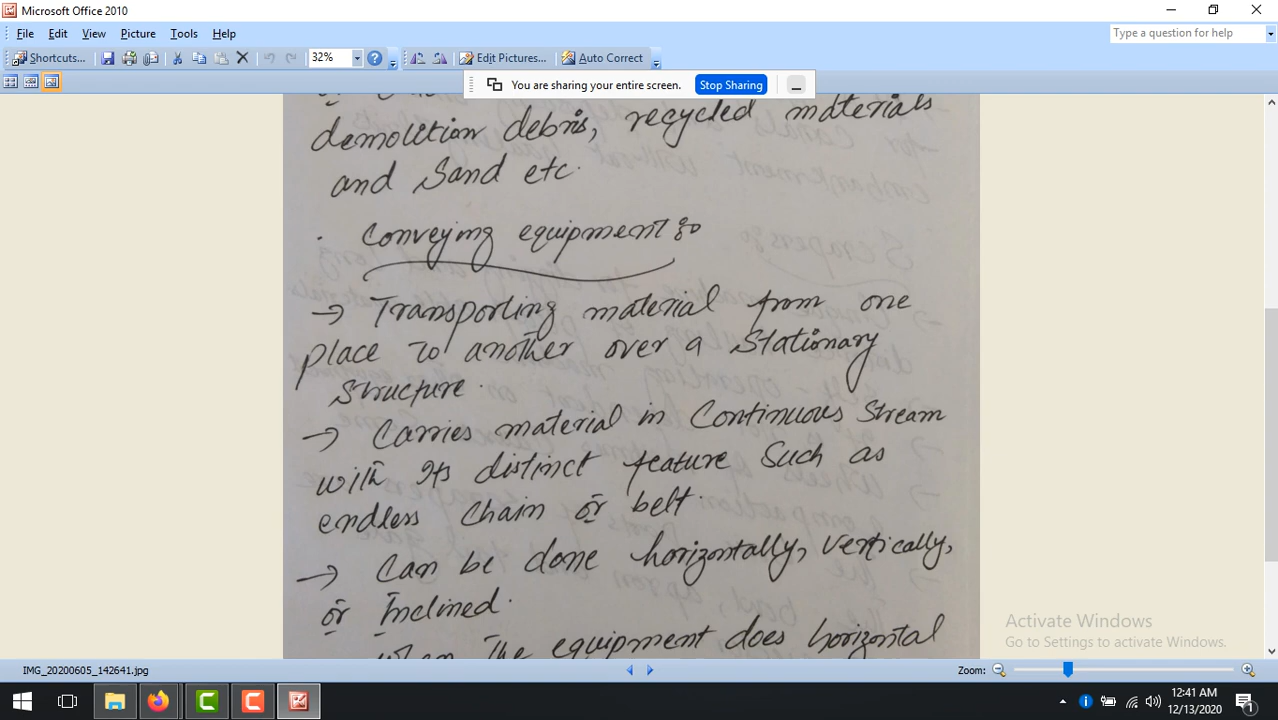 Microsoft Office 2010
File Edit View Picture Tools Help
Type a question for help
Shortcuts...
32%
Edit Pictures...
Auto Correct
You are sharing your entire screen.
Stop Sharing
demolition debris, recycled materials
and Sand etc.
Conveying equipment:-
→ Transporting material from one
place to another over a Stationary
Structure.
→ Carries material in Continuous Stream
with its distinct feature Such as
endless Chain or belt.
→ Can be done horizontally, vertically,
or Inclined.
When The equipment does horizontal
Activate Windows
Go to Settings to activate Windows.
IMG_20200605_142641.jpg
Zoom:
12:41 AM
12/13/2020
1